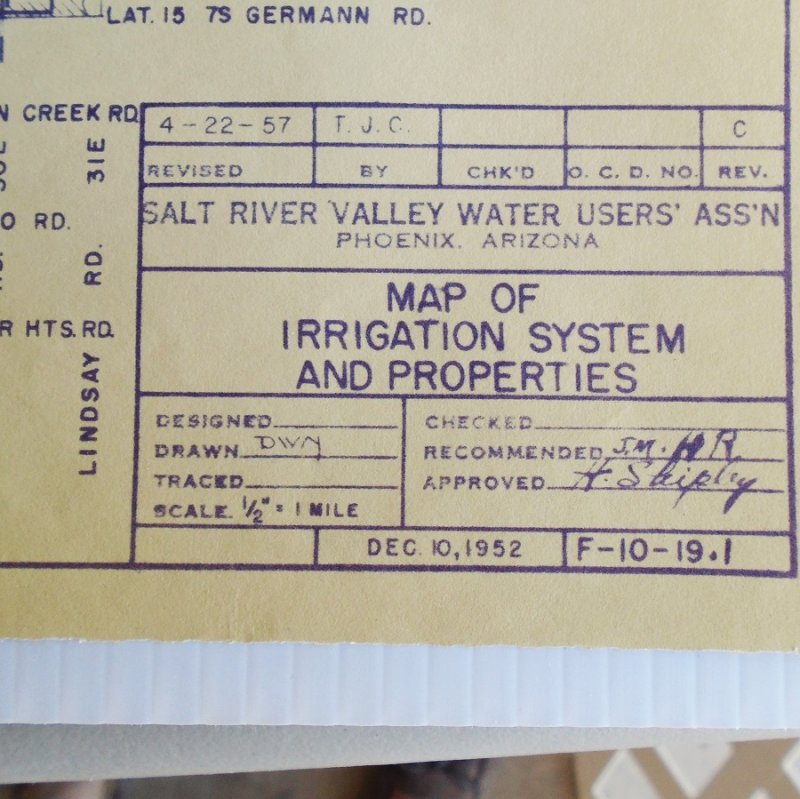 LAT. 15 7S GERMANN RD.
CREEK RD.
31E
RD.
HTS. RD.
LINDSAY RD.
4-22-57 T.J.C. C
REVISED BY CHK'D O. C. D. NO. REV.
SALT RIVER VALLEY WATER USERS' ASS'N
PHOENIX. ARIZONA
MAP OF
IRRIGATION SYSTEM
AND PROPERTIES
DESIGNED
DRAWN DWN
TRACED
SCALE. 1/2" = 1 MILE
CHECKED
RECOMMENDED J.M.
APPROVED H. Shipley
DEC. 10, 1952 F-10-19.1